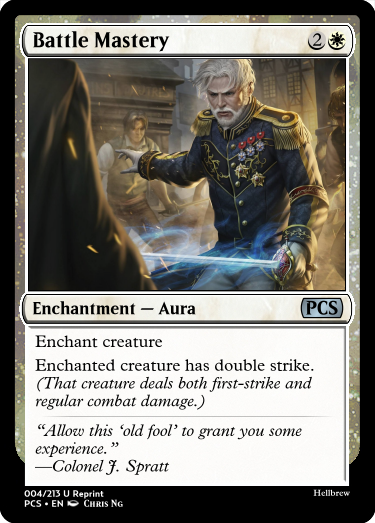 Battle Mastery 2
Enchantment — Aura PCS
Enchant creature
Enchanted creature has double strike.
(That creature deals both first-strike and
regular combat damage.)
“Allow this ‘old fool’ to grant you some
experience.”
—Colonel J. Spratt
004/213 U Reprint Hellbrew
PCS • EN Chris Ng